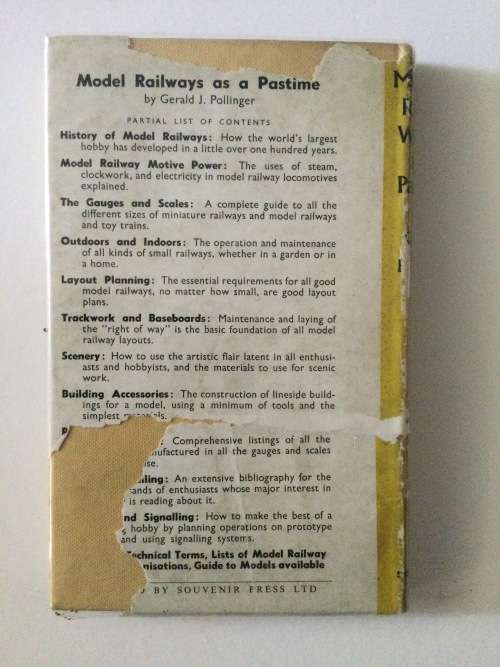 Model Railways as a Pastime
by Gerald J. Pollinger
PARTIAL LIST OF CONTENTS
History of Model Railways: How the world's largest
hobby has developed in a little over one hundred years.
Model Railway Motive Power: The uses of steam,
clockwork, and electricity in model railway locomotives
explained.
The Gauges and Scales: A complete guide to all the
different sizes of miniature railways and model railways
and toy trains.
Outdoors and Indoors: The operation and maintenance
of all kinds of small railways, whether in a garden or in
a home.
Layout Planning: The essential requirements for all good
model railways, no matter how small, are good layout
plans.
Trackwork and Baseboards: Maintenance and laying of
the "right of way" is the basic foundation of all model
railway layouts.
Scenery: How to use the artistic flair latent in all enthusi-
asts and hobbyists, and the materials to use for scenic
work.
Building Accessories: The construction of lineside build-
ings for a model, using a minimum of tools and the
simplest
: Comprehensive listings of all the
in all the gauges and scales
An extensive bibliography for the
of enthusiasts whose major interest in
is reading about it.
Signalling: How to make the best of a
hobby by planning operations on prototype
and using signalling systems.
Technical Terms, Lists of Model Railway
Guide to Models available
BY SOUVENIR PRESS LTD